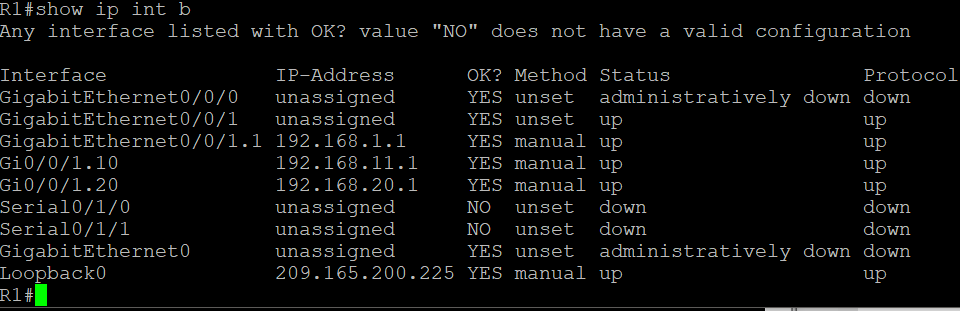 R1#show ip int b
Any interface listed with OK? value "NO" does not have a valid configuration
Interface IP-Address OK? Method Status Protocol
GigabitEthernet0/0/0 unassigned YES unset administratively down down
GigabitEthernet0/0/1 unassigned YES unset up up
GigabitEthernet0/0/1.1 192.168.1.1 YES manual up up
Gi0/0/1.10 192.168.11.1 YES manual up up
Gi0/0/1.20 192.168.20.1 YES manual up up
Serial0/1/0 unassigned NO unset down down
Serial0/1/1 unassigned NO unset down down
GigabitEthernet0 unassigned YES unset administratively down down
Loopback0 209.165.200.225 YES manual up up
R1#